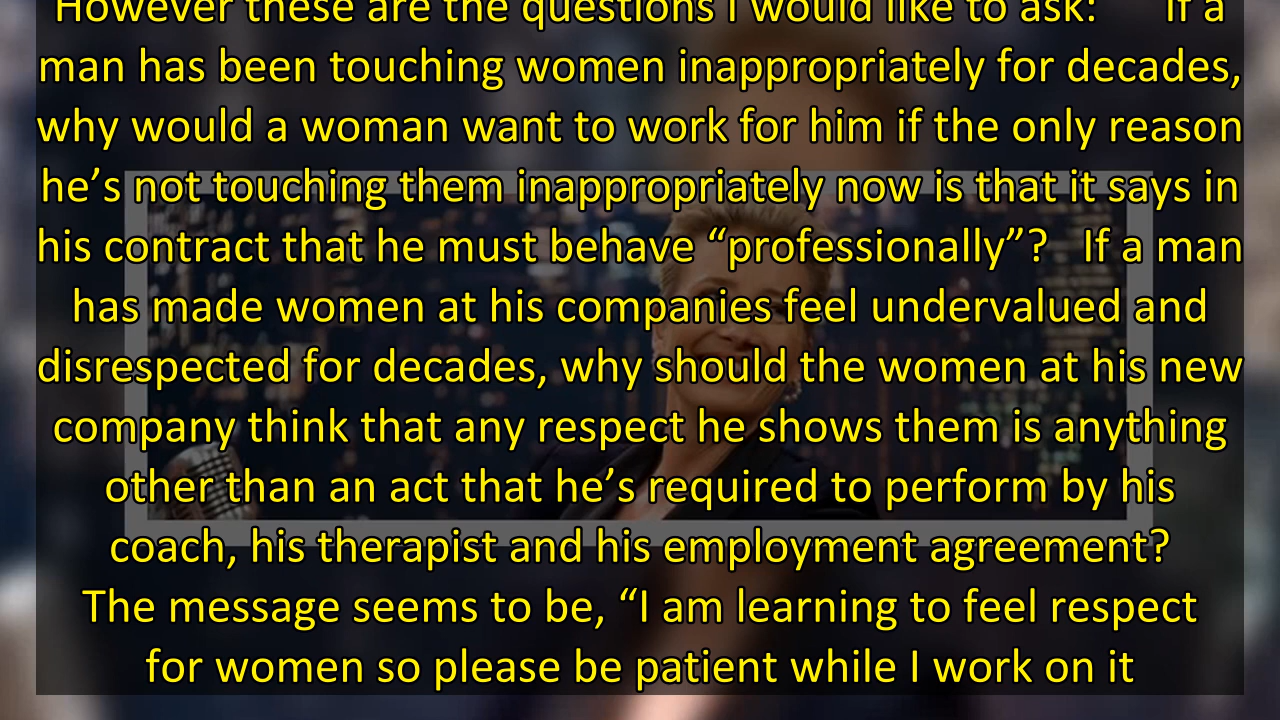 However these are the questions I would like to ask: If a
man has been touching women inappropriately for decades,
why would a woman want to work for him if the only reason
he’s not touching them inappropriately now is that it says in
his contract that he must behave “professionally”? If a man
has made women at his companies feel undervalued and
disrespected for decades, why should the women at his new
company think that any respect he shows them is anything
other than an act that he’s required to perform by his
coach, his therapist and his employment agreement?
The message seems to be, “I am learning to feel respect
for women so please be patient while I work on it